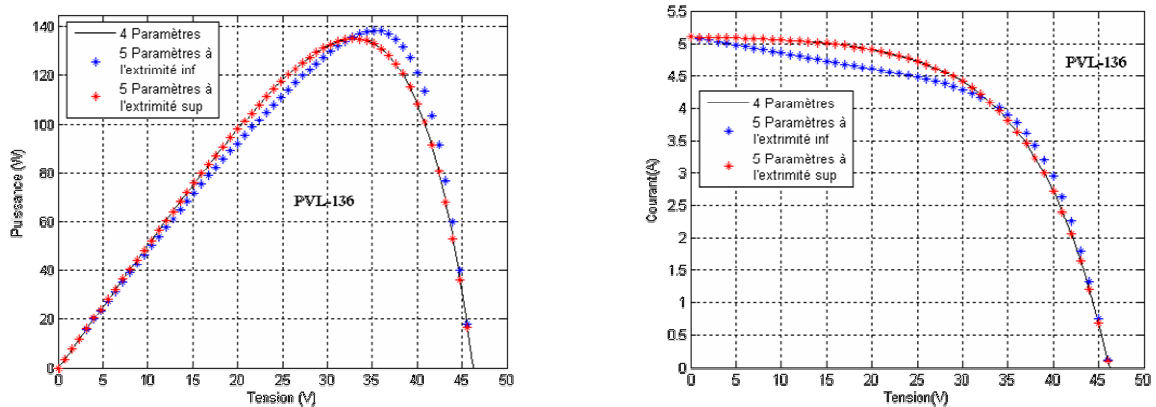 140
120
100
80
60
40
20
0
Puissance (W)
4 Paramètres
5 Paramètres à
l'extrimité inf
5 Paramètres à
l'extrimité sup
PVL-136
0 5 10 15 20 25 30 35 40 45 50
Tension (V)
5.5
5
4.5
4
3.5
3
2.5
2
1.5
1
0.5
0
Courant(A)
PVL-136
4 Paramètres
5 Paramètres à
l'extrimité inf
5 Paramètres à
l'extrimité sup
0 5 10 15 20 25 30 35 40 45 50
Tension(V)